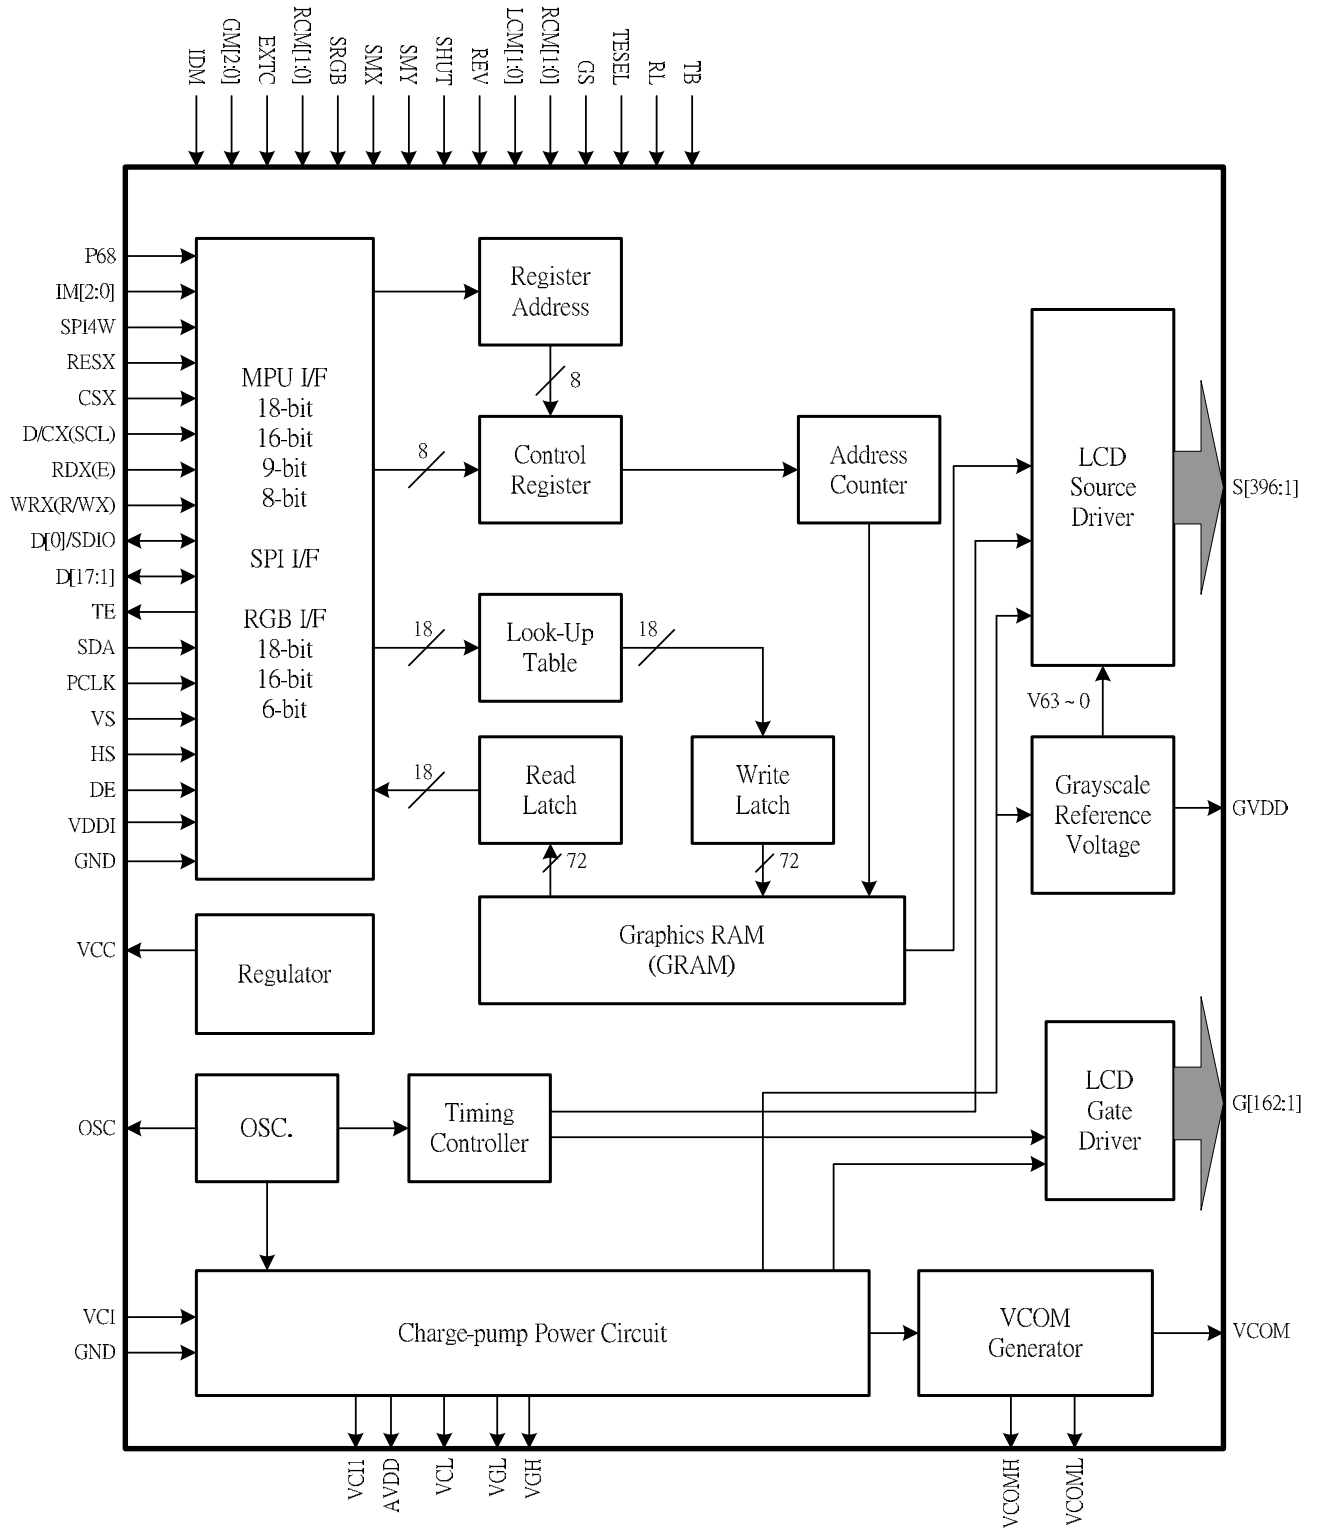 IDM
GM[2:0]
EXTC
RCM[1:0]
SRGB
SMX
SMY
SHUT
REV
LCM[1:0]
RCM[1:0]
GS
TESEL
RL
TB
P68
IM[2:0]
SPI4W
RESX
CSX
D/CX(SCL)
RDX(E)
WRX(R/WX)
D[0]/SDIO
D[17:1]
TE
SDA
PCLK
VS
HS
DE
VDDI
GND
VCC
OSC
VCI
GND
MPU I/F
18-bit
16-bit
9-bit
8-bit
SPI I/F
RGB I/F
18-bit
16-bit
6-bit
Register
Address
8
8
Control
Register
Address
Counter
18
Look-Up
Table
18
18
Read
Latch
Write
Latch
72
72
Graphics RAM
(GRAM)
LCD
Source
Driver
S[396:1]
V63 ~ 0
Grayscale
Reference
Voltage
GVDD
Regulator
OSC.
Timing
Controller
LCD
Gate
Driver
G[162:1]
Charge-pump Power Circuit
VCOM
Generator
VCOM
VCI1
AVDD
VCL
VGL
VGH
VCOMH
VCOML